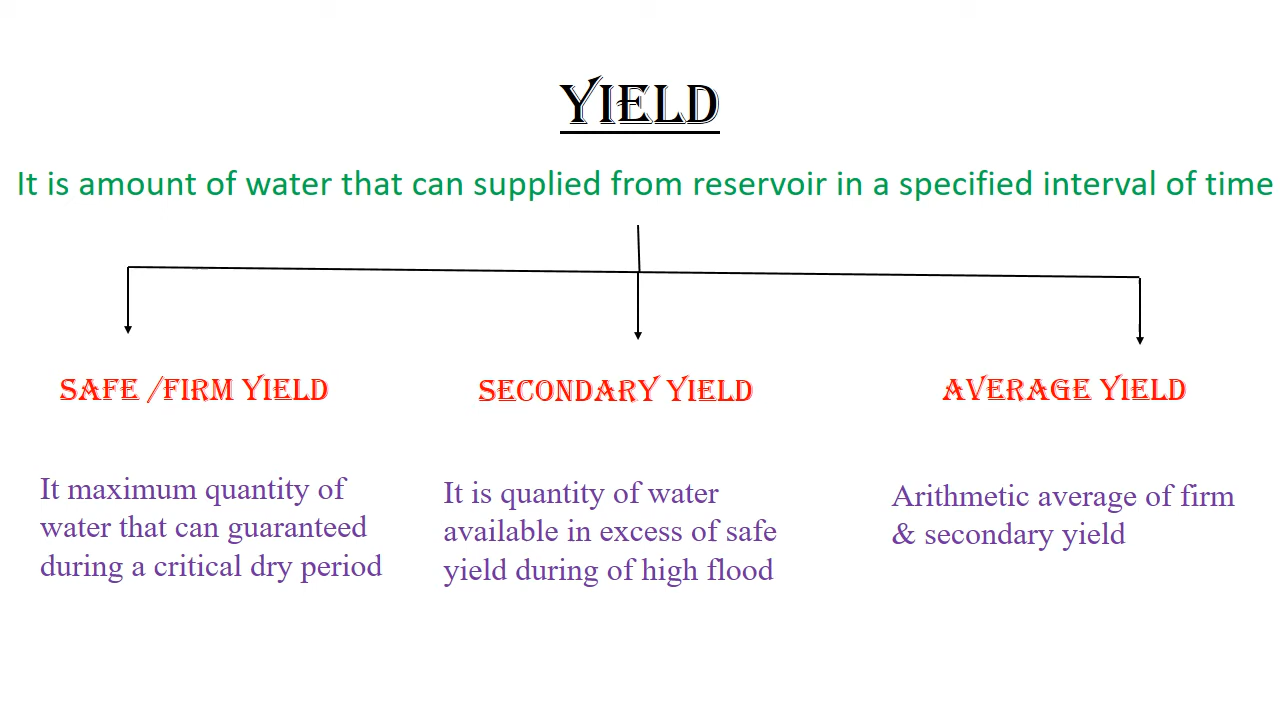 YIELD
It is amount of water that can supplied from reservoir in a specified interval of time
SAFE /FIRM YIELD
SECONDARY YIELD
AVERAGE YIELD
It maximum quantity of
water that can guaranteed
during a critical dry period
It is quantity of water
available in excess of safe
yield during of high flood
Arithmetic average of firm
& secondary yield